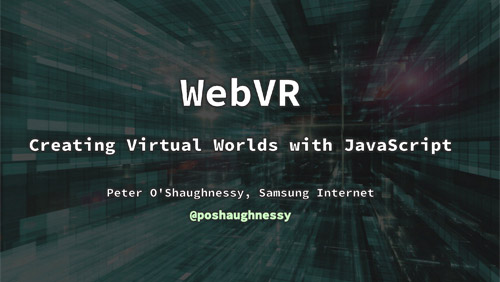 WebVR
Creating Virtual Worlds with JavaScript
Peter O'Shaughnessy, Samsung Internet
@poshaughnessy